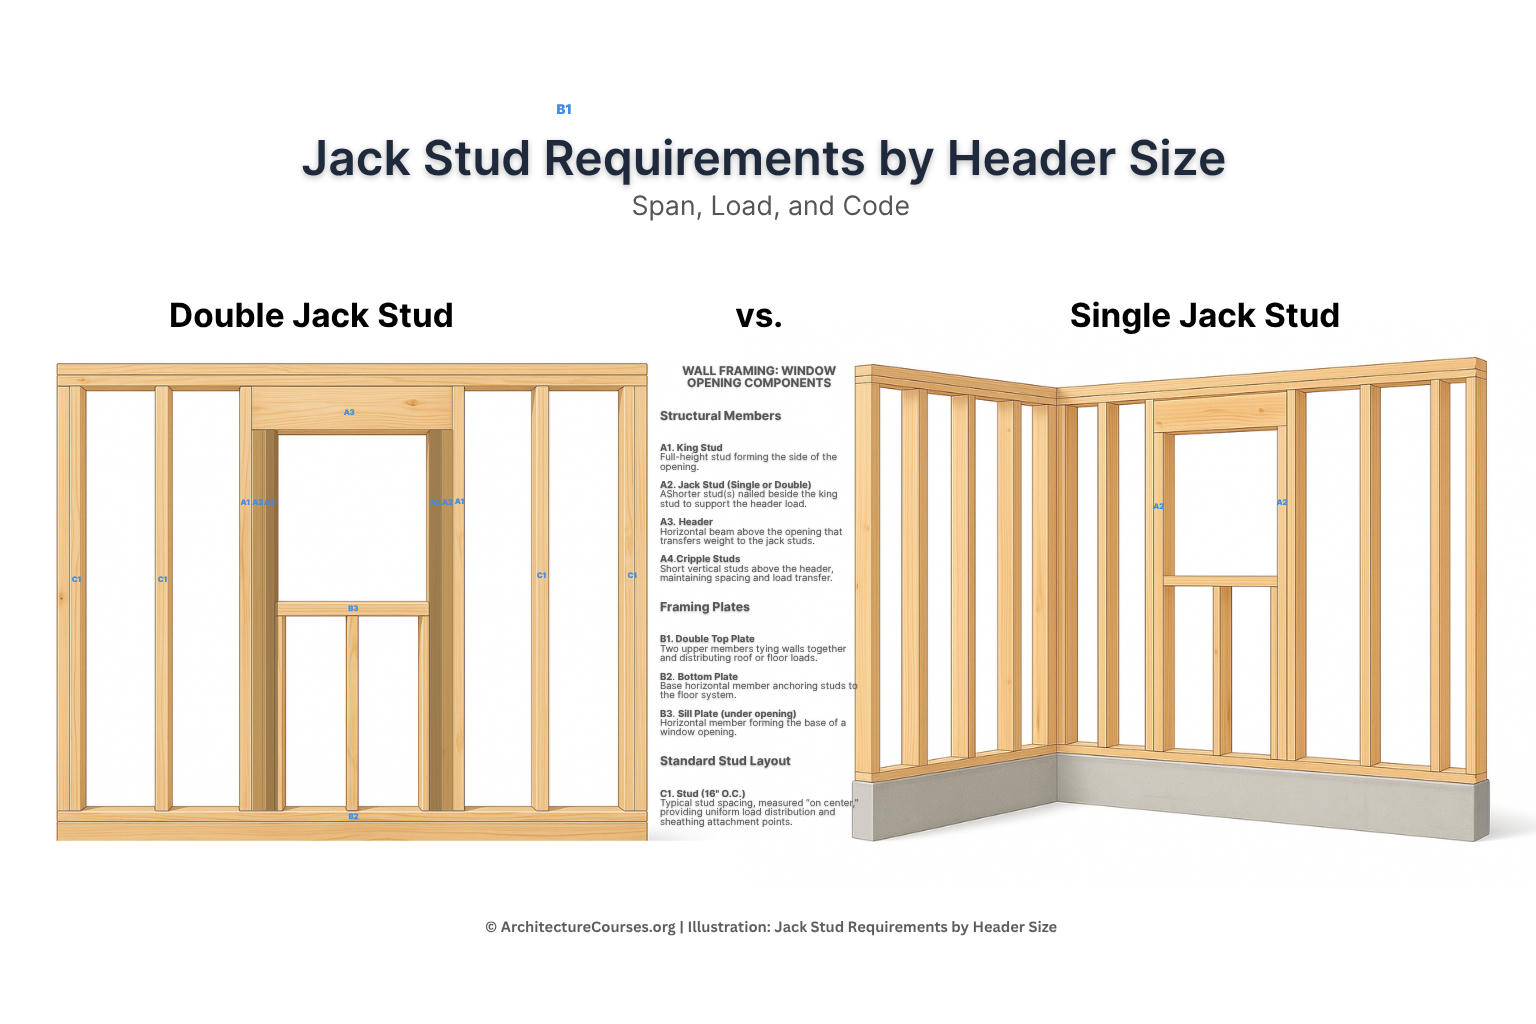 B1
Jack Stud Requirements by Header Size
Span, Load, and Code
Double Jack Stud
vs.
Single Jack Stud
A3
A1 A2 A2
A2 A2 A1
C1
C1
C1
C1
B3
B2
WALL FRAMING: WINDOW
OPENING COMPONENTS
Structural Members
A1. King Stud
Full-height stud forming the side of the
opening.
A2. Jack Stud (Single or Double)
AShorter stud(s) nailed beside the king
stud to support the header load.
A3. Header
Horizontal beam above the opening that
transfers weight to the jack studs.
A4.Cripple Studs
Short vertical studs above the header,
maintaining spacing and load transfer.
Framing Plates
B1. Double Top Plate
Two upper members tying walls together
and distributing roof or floor loads.
B2. Bottom Plate
Base horizontal member anchoring studs to
the floor system.
B3. Sill Plate (under opening)
Horizontal member forming the base of a
window opening.
Standard Stud Layout
C1. Stud (16" O.C.)
Typical stud spacing, measured "on center,"
providing uniform load distribution and
sheathing attachment points.
A2
A2
© ArchitectureCourses.org | Illustration: Jack Stud Requirements by Header Size